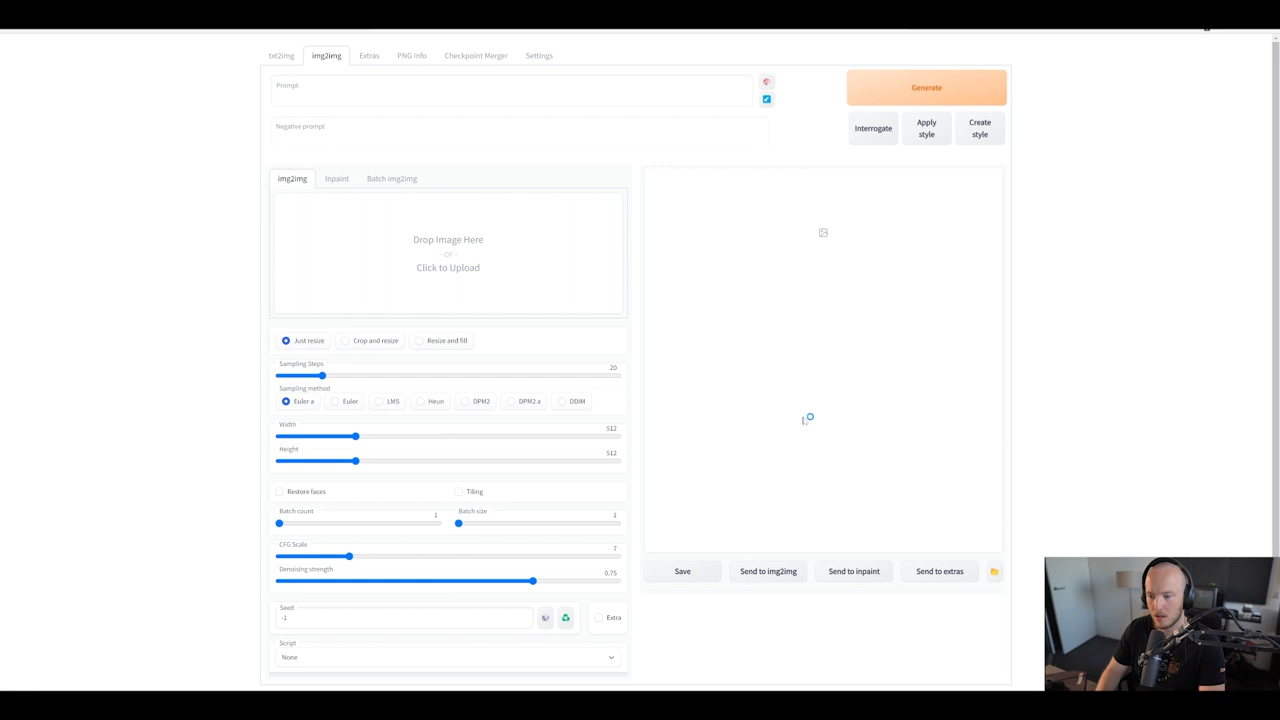 txt2img img2img Extras PNG Info Checkpoint Merger Settings
Prompt
Generate
Negative prompt
Interrogate
Apply
style
Create
style
img2img Inpaint Batch img2img
Drop Image Here
- or -
Click to Upload
Just resize Crop and resize Resize and fill
Sampling Steps
20
Sampling method
Euler a Euler LMS Heun DPM2 DPM2 a DDIM
Width
512
Height
512
Restore faces Tiling
Batch count
1
Batch size
1
CFG Scale
7
Denoising strength
0.75
Save Send to img2img Send to inpaint Send to extras
Seed
-1
Extra
Script
None